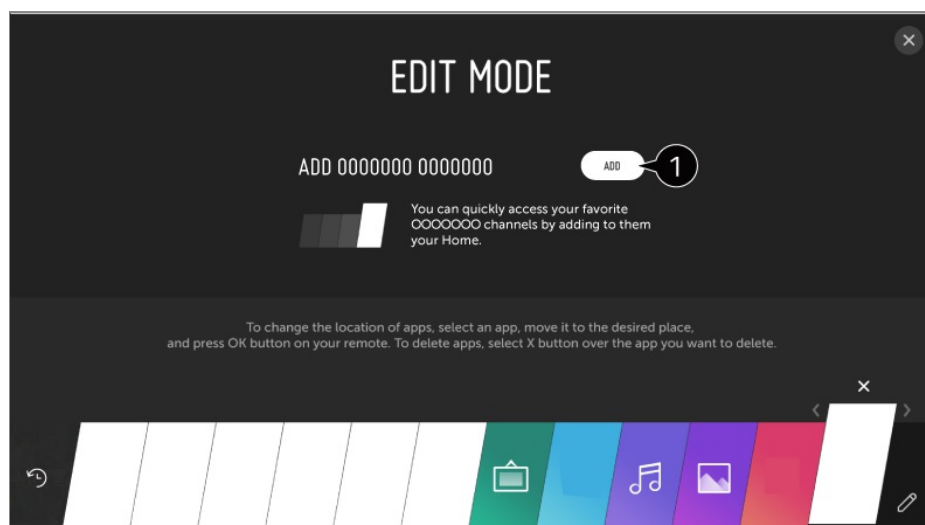 EDIT MODE
ADD OOOOOOO OOOOOOO
ADD
1
You can quickly access your favorite
OOOOOOO channels by adding to them
your Home.
To change the location of apps, select an app, move it to the desired place,
and press OK button on your remote. To delete apps, select X button over the app you want to delete.